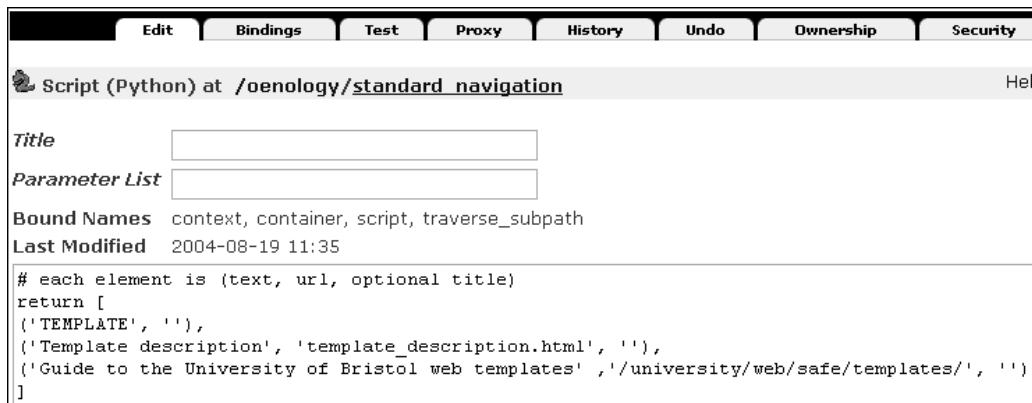 Edit Bindings Test Proxy History Undo Ownership Security
Script (Python) at /oenology/standard_navigation Hel
Title
Parameter List
Bound Names context, container, script, traverse_subpath
Last Modified 2004-08-19 11:35
# each element is (text, url, optional title)
return [
('TEMPLATE', ''),
('Template description', 'template_description.html', ''),
('Guide to the University of Bristol web templates' ,'/university/web/safe/templates/', '')
]